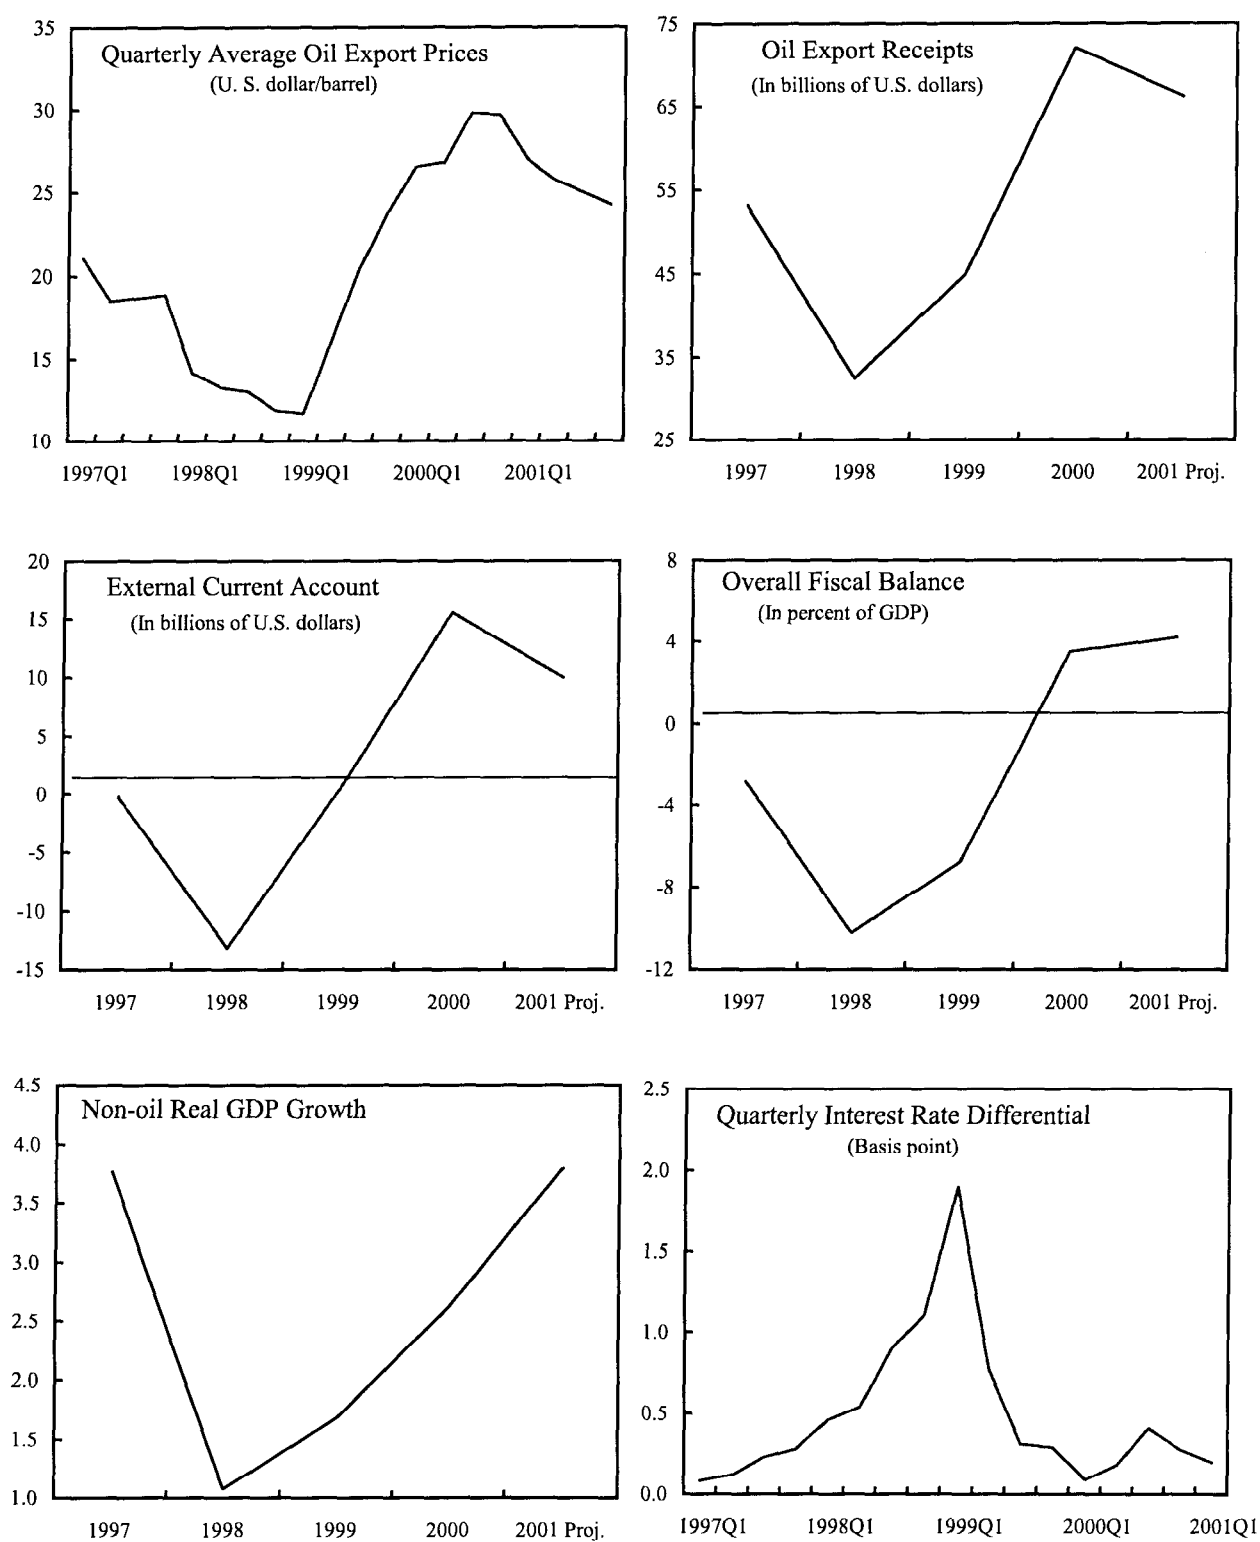 Quarterly Average Oil Export Prices
(U. S. dollar/barrel)
35
30
25
20
15
10
1997Q1 1998Q1 1999Q1 2000Q1 2001Q1
Oil Export Receipts
(In billions of U.S. dollars)
75
65
55
45
35
25
1997 1998 1999 2000 2001 Proj.
External Current Account
(In billions of U.S. dollars)
20
15
10
5
0
-5
-10
-15
1997 1998 1999 2000 2001 Proj.
Overall Fiscal Balance
(In percent of GDP)
8
4
0
-4
-8
-12
1997 1998 1999 2000 2001 Proj.
Non-oil Real GDP Growth
4.5
4.0
3.5
3.0
2.5
2.0
1.5
1.0
1997 1998 1999 2000 2001 Proj.
Quarterly Interest Rate Differential
(Basis point)
2.5
2.0
1.5
1.0
0.5
0.0
1997Q1 1998Q1 1999Q1 2000Q1 2001Q1